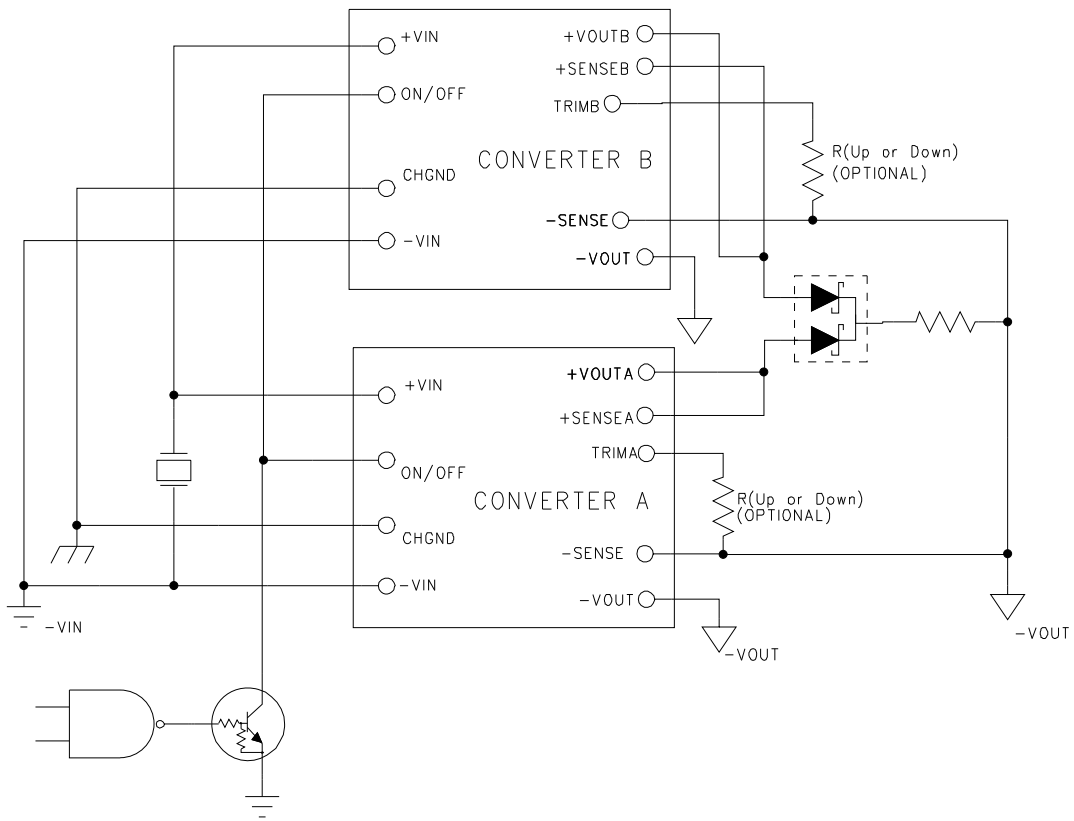 +VIN
ON/OFF
CHGND
-VIN
+VOUTB
+SENSEB
TRIMB
CONVERTER B
-SENSE
-VOUT
R(Up or Down)
(OPTIONAL)
+VIN
ON/OFF
CHGND
-VIN
+VOUTA
+SENSEA
TRIMA
CONVERTER A
-SENSE
-VOUT
R(Up or Down)
(OPTIONAL)
-VIN
-VOUT
-VOUT